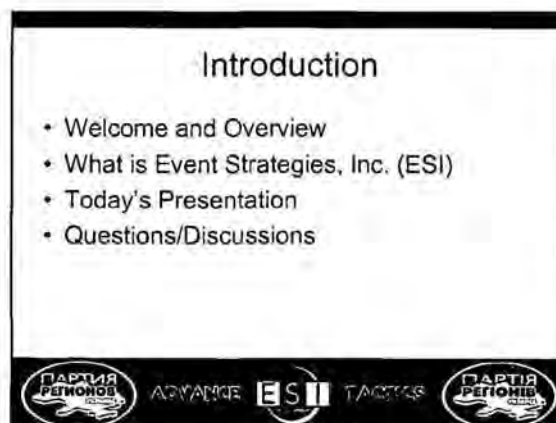 Introduction
• Welcome and Overview
• What is Event Strategies, Inc. (ESI)
• Today's Presentation
• Questions/Discussions
ПАРТИЯ
РЕГИОНОВ
ADVANCE ESI TACTICS
ПАРТІЯ
РЕГІОНІВ